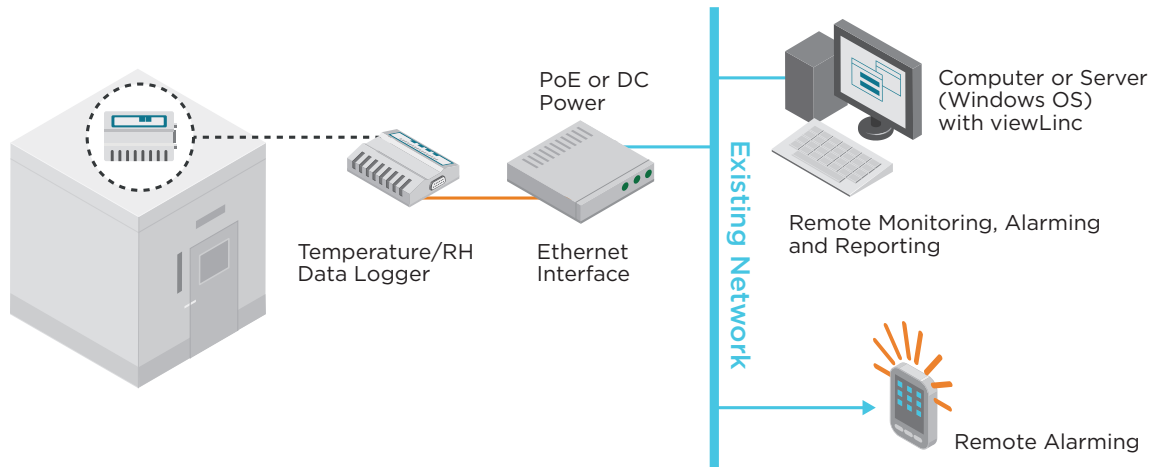 PoE or DC
Power
Temperature/RH
Data Logger
Ethernet
Interface
Existing Network
Computer or Server
(Windows OS)
with viewLinc
Remote Monitoring, Alarming
and Reporting
Remote Alarming